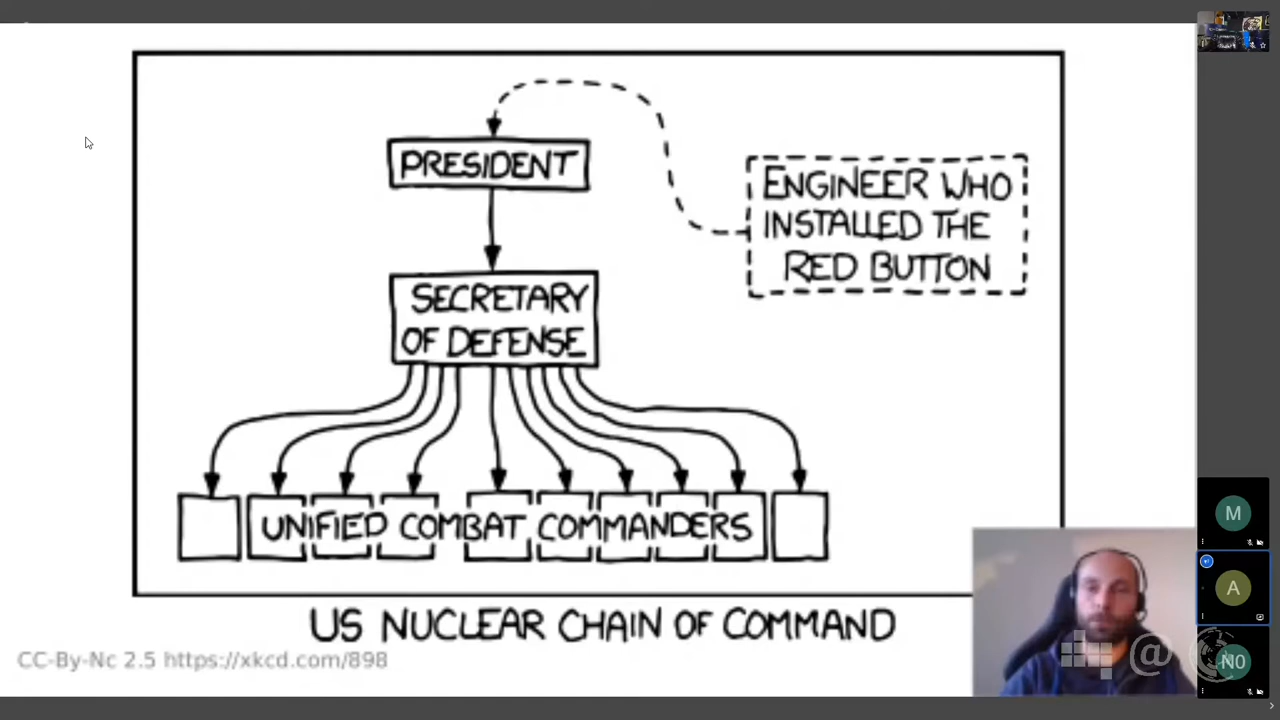 PRESIDENT
ENGINEER WHO
INSTALLED THE
RED BUTTON
SECRETARY
OF DEFENSE
UNIFIED COMBAT COMMANDERS
US NUCLEAR CHAIN OF COMMAND
CC-By-Nc 2.5 https://xkcd.com/898
@
M
A
NO